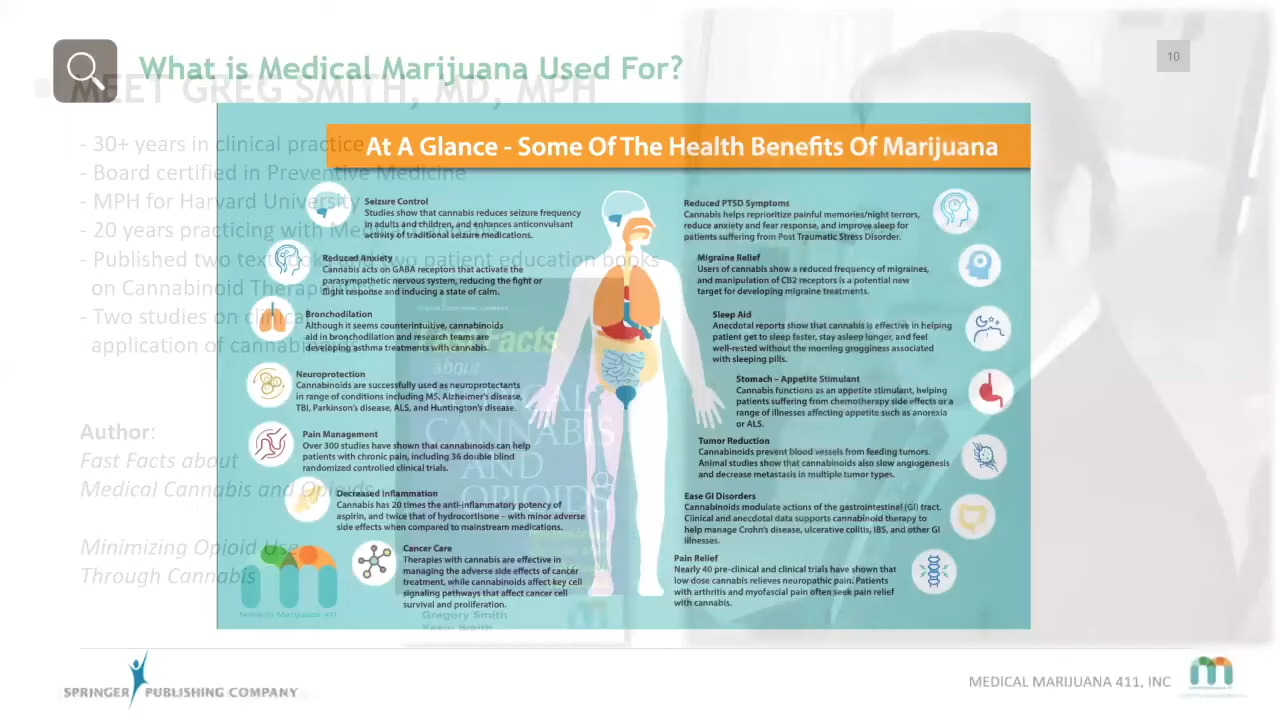 What is Medical Marijuana Used For?
10
MEET GREG SMITH, MD, MPH
- 30+ years in clinical practice
- Board certified in Preventive Medicine
- MPH for Harvard University
- 20 years practicing with
- Published two
two patient education books
on Cannabinoid
- Two studies on
application of
Author:
Fast Facts about
Medical Cannabis and Opioids
Minimizing Opioid Use
Through Cannabis
At A Glance - Some Of The Health Benefits Of Marijuana
Seizure Control
Studies show that cannabis reduces seizure frequency
in adults and children, and enhances anticonvulsant
activity of traditional seizure medications.
Reduced Anxiety
Cannabis acts on GABA receptors that activate the
parasympathetic nervous system, reducing the fight or
flight response and inducing a state of calm.
Bronchodilation
Although it seems counterintuitive, cannabinoids
aid in bronchodilation and research teams are
developing asthma treatments with cannabis.
Neuroprotection
Cannabinoids are successfully used as neuroprotectants
in range of conditions including MS, Alzheimer's disease,
TBI, Parkinson's disease, ALS, and Huntington's disease.
Pain Management
Over 300 studies have shown that cannabinoids can help
patients with chronic pain, including 36 double blind
randomized controlled clinical trials.
Decreased Inflammation
Cannabis has 20 times the anti-inflammatory potency of
aspirin, and twice that of hydrocortisone – with minor adverse
side effects when compared to mainstream medications.
Cancer Care
Therapies with cannabis are effective in
managing the adverse side effects of cancer
treatment, while cannabinoids affect key cell
signaling pathways that affect cancer cell
survival and proliferation.
Reduced PTSD Symptoms
Cannabis helps reprioritize painful memories/night terrors,
reduce anxiety and fear response, and improve sleep for
patients suffering from Post Traumatic Stress Disorder.
Migraine Relief
Users of cannabis show a reduced frequency of migraines,
and manipulation of CB2 receptors is a potential new
target for developing migraine treatments.
Sleep Aid
Anecdotal reports show that cannabis is effective in helping
patient get to sleep faster, stay asleep longer, and feel
well-rested without the morning grogginess associated
with sleeping pills.
Stomach – Appetite Stimulant
Cannabis functions as an appetite stimulant, helping
patients suffering from chemotherapy side effects or a
range of illnesses affecting appetite such as anorexia
or ALS.
Tumor Reduction
Cannabinoids prevent blood vessels from feeding tumors.
Animal studies show that cannabinoids also slow angiogenesis
and decrease metastasis in multiple tumor types.
Ease GI Disorders
Cannabinoids modulate actions of the gastrointestinal (GI) tract.
Clinical and anecdotal data supports cannabinoid therapy to
help manage Crohn's disease, ulcerative colitis, IBS, and other GI
illnesses.
Pain Relief
Nearly 40 pre-clinical and clinical trials have shown that
low dose cannabis relieves neuropathic pain. Patients
with arthritis and myofascial pain often seek pain relief
with cannabis.
Facts
about
CANNABIS
AND
OPIOIDS
Gregory Smith
Kevin Smith
Medical Marijuana 411
SPRINGER PUBLISHING COMPANY
MEDICAL MARIJUANA 411, INC